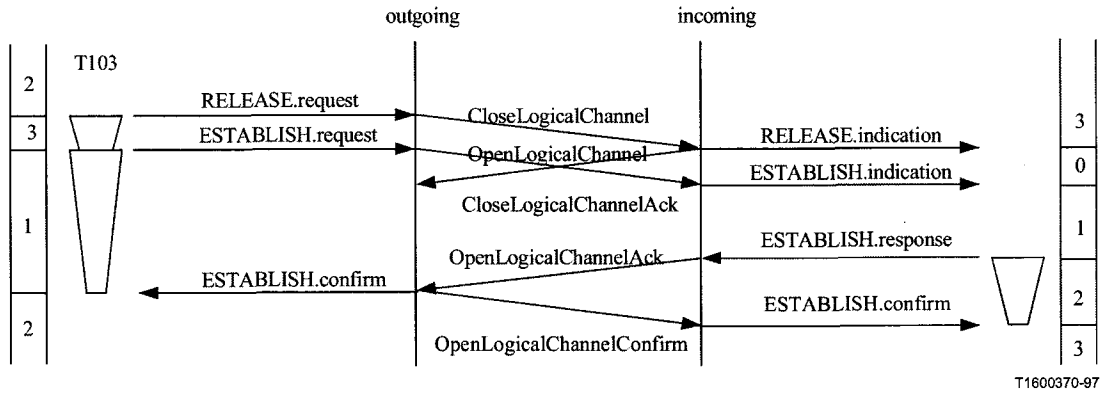 outgoing incoming
T103
2
RELEASE.request
CloseLogicalChannel
3
3
ESTABLISH.request
RELEASE.indication
OpenLogicalChannel
0
ESTABLISH.indication
CloseLogicalChannelAck
1
ESTABLISH.response
1
OpenLogicalChannelAck
ESTABLISH.confirm
ESTABLISH.confirm
2
2
OpenLogicalChannelConfirm
3
T1600370-97